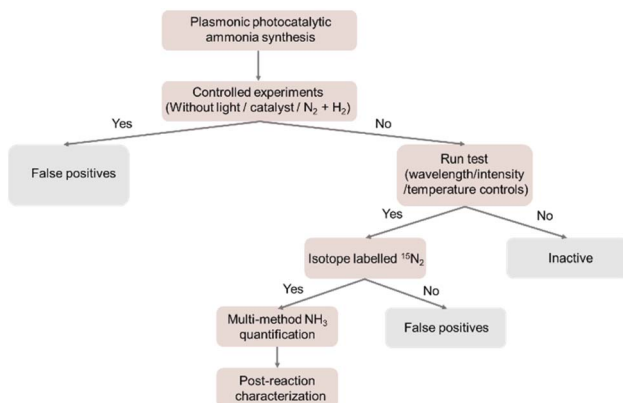 Plasmonic photocatalytic
ammonia synthesis
Controlled experiments
(Without light / catalyst / N₂ + H₂)
Yes
No
False positives
Run test
(wavelength/intensity
/temperature controls)
Yes
No
Isotope labelled ¹⁵N₂
Inactive
Yes
No
Multi-method NH₃
quantification
False positives
Post-reaction
characterization